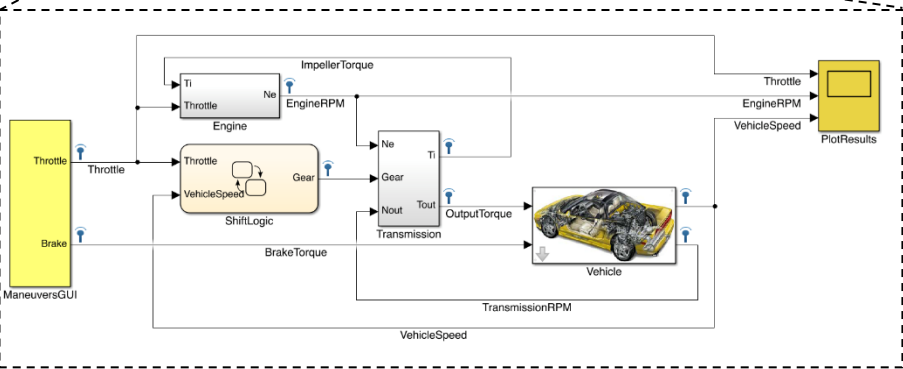 ImpellerTorque
Ti
Throttle
Ne
EngineRPM
Engine
Throttle
EngineRPM
VehicleSpeed
PlotResults
Throttle
Brake
ManeuversGUI
Throttle
Throttle
VehicleSpeed
Gear
ShiftLogic
Ne
Gear
Nout
Ti
Tout
Transmission
OutputTorque
BrakeTorque
Vehicle
TransmissionRPM
VehicleSpeed